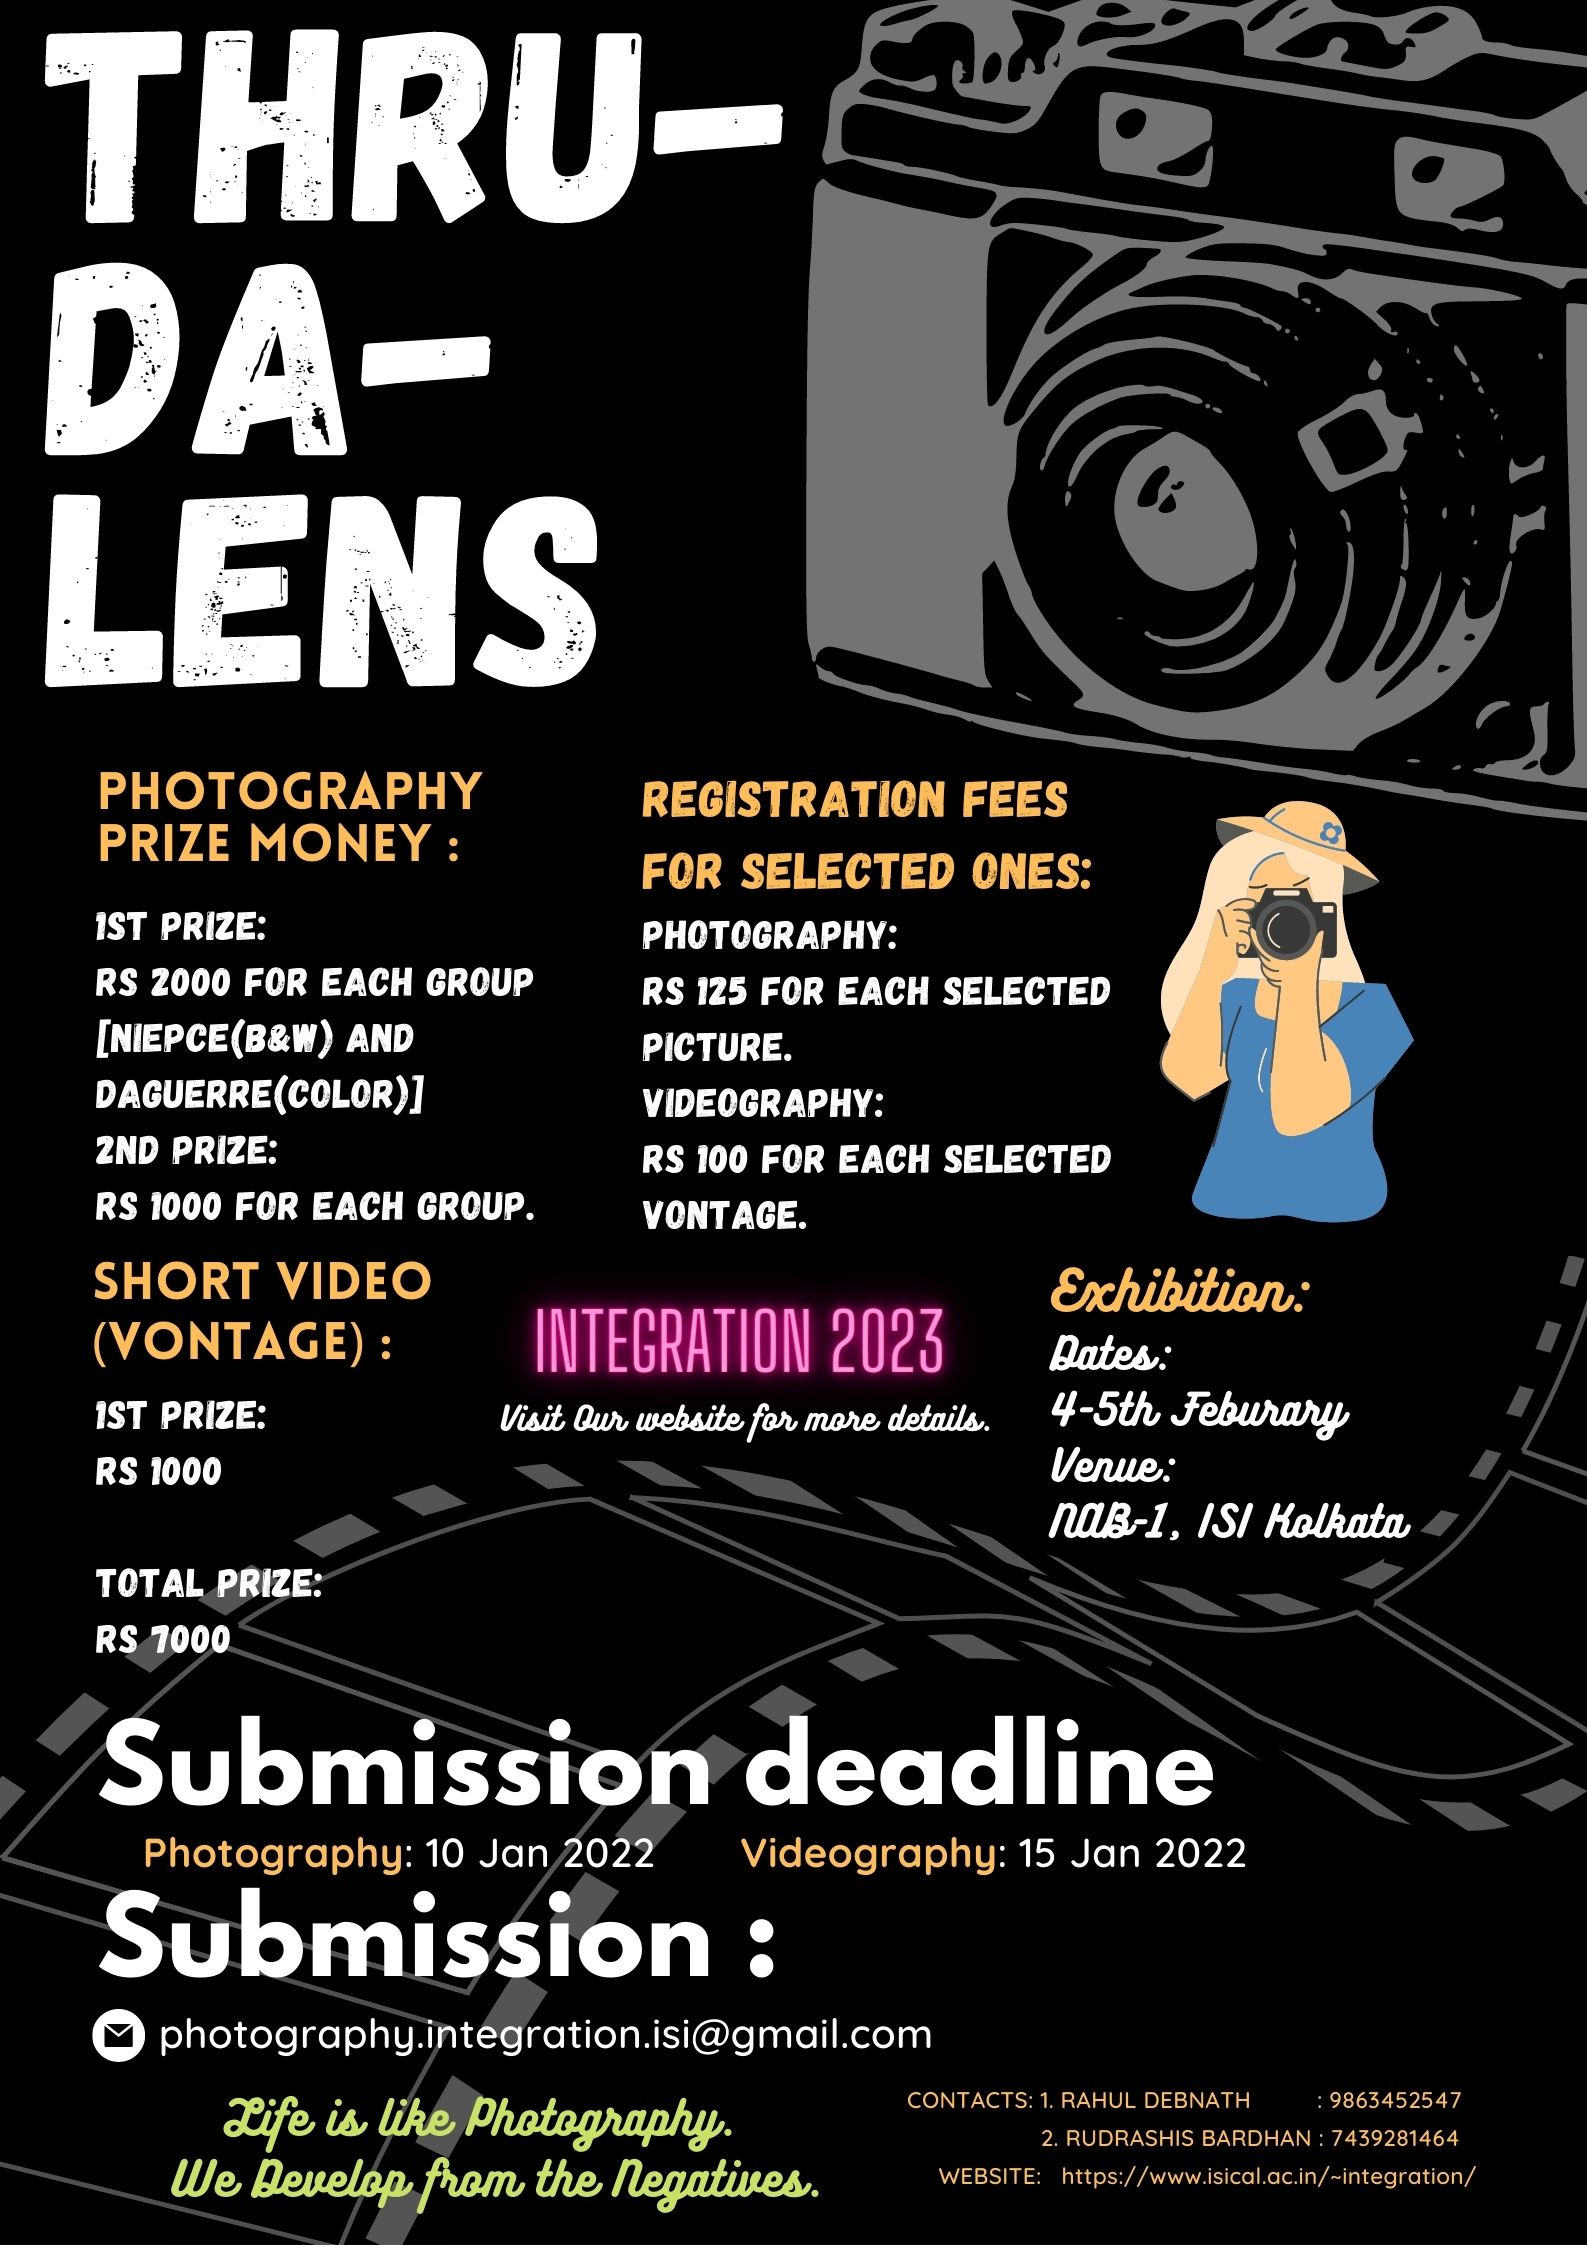 THRU-
DA-
LENS
PHOTOGRAPHY
PRIZE MONEY :
1ST PRIZE:
RS 2000 FOR EACH GROUP
[NIEPCE(B&W) AND
DAGUERRE(COLOR)]
2ND PRIZE:
RS 1000 FOR EACH GROUP.
REGISTRATION FEES
FOR SELECTED ONES:
PHOTOGRAPHY:
RS 125 FOR EACH SELECTED
PICTURE.
VIDEOGRAPHY:
RS 100 FOR EACH SELECTED
VONTAGE.
SHORT VIDEO
(VONTAGE) :
1ST PRIZE:
RS 1000
TOTAL PRIZE:
RS 7000
INTEGRATION 2023
Visit Our website for more details.
Exhibition:
Dates:
4-5th Feburary
Venue:
NAB-1, ISI Kolkata
Submission deadline
Photography: 10 Jan 2022 Videography: 15 Jan 2022
Submission :
photography.integration.isi@gmail.com
Life is like Photography.
We Develop from the Negatives.
CONTACTS: 1. RAHUL DEBNATH : 9863452547
2. RUDRASHIS BARDHAN : 7439281464
WEBSITE: https://www.isical.ac.in/~integration/